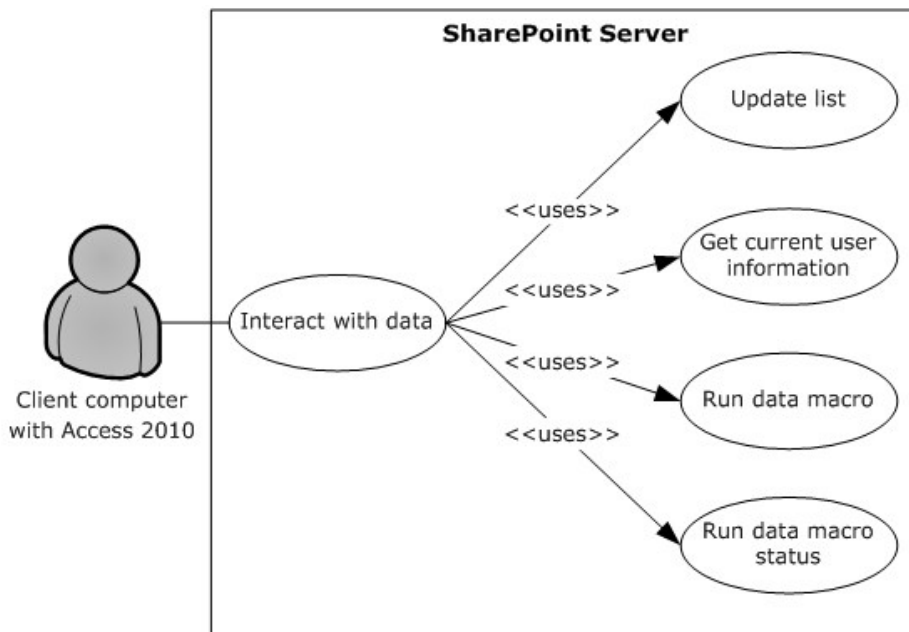 SharePoint Server
Update list
<<uses>>
Get current user
information
<<uses>>
Interact with data
<<uses>>
Client computer
with Access 2010
Run data macro
<<uses>>
Run data macro
status